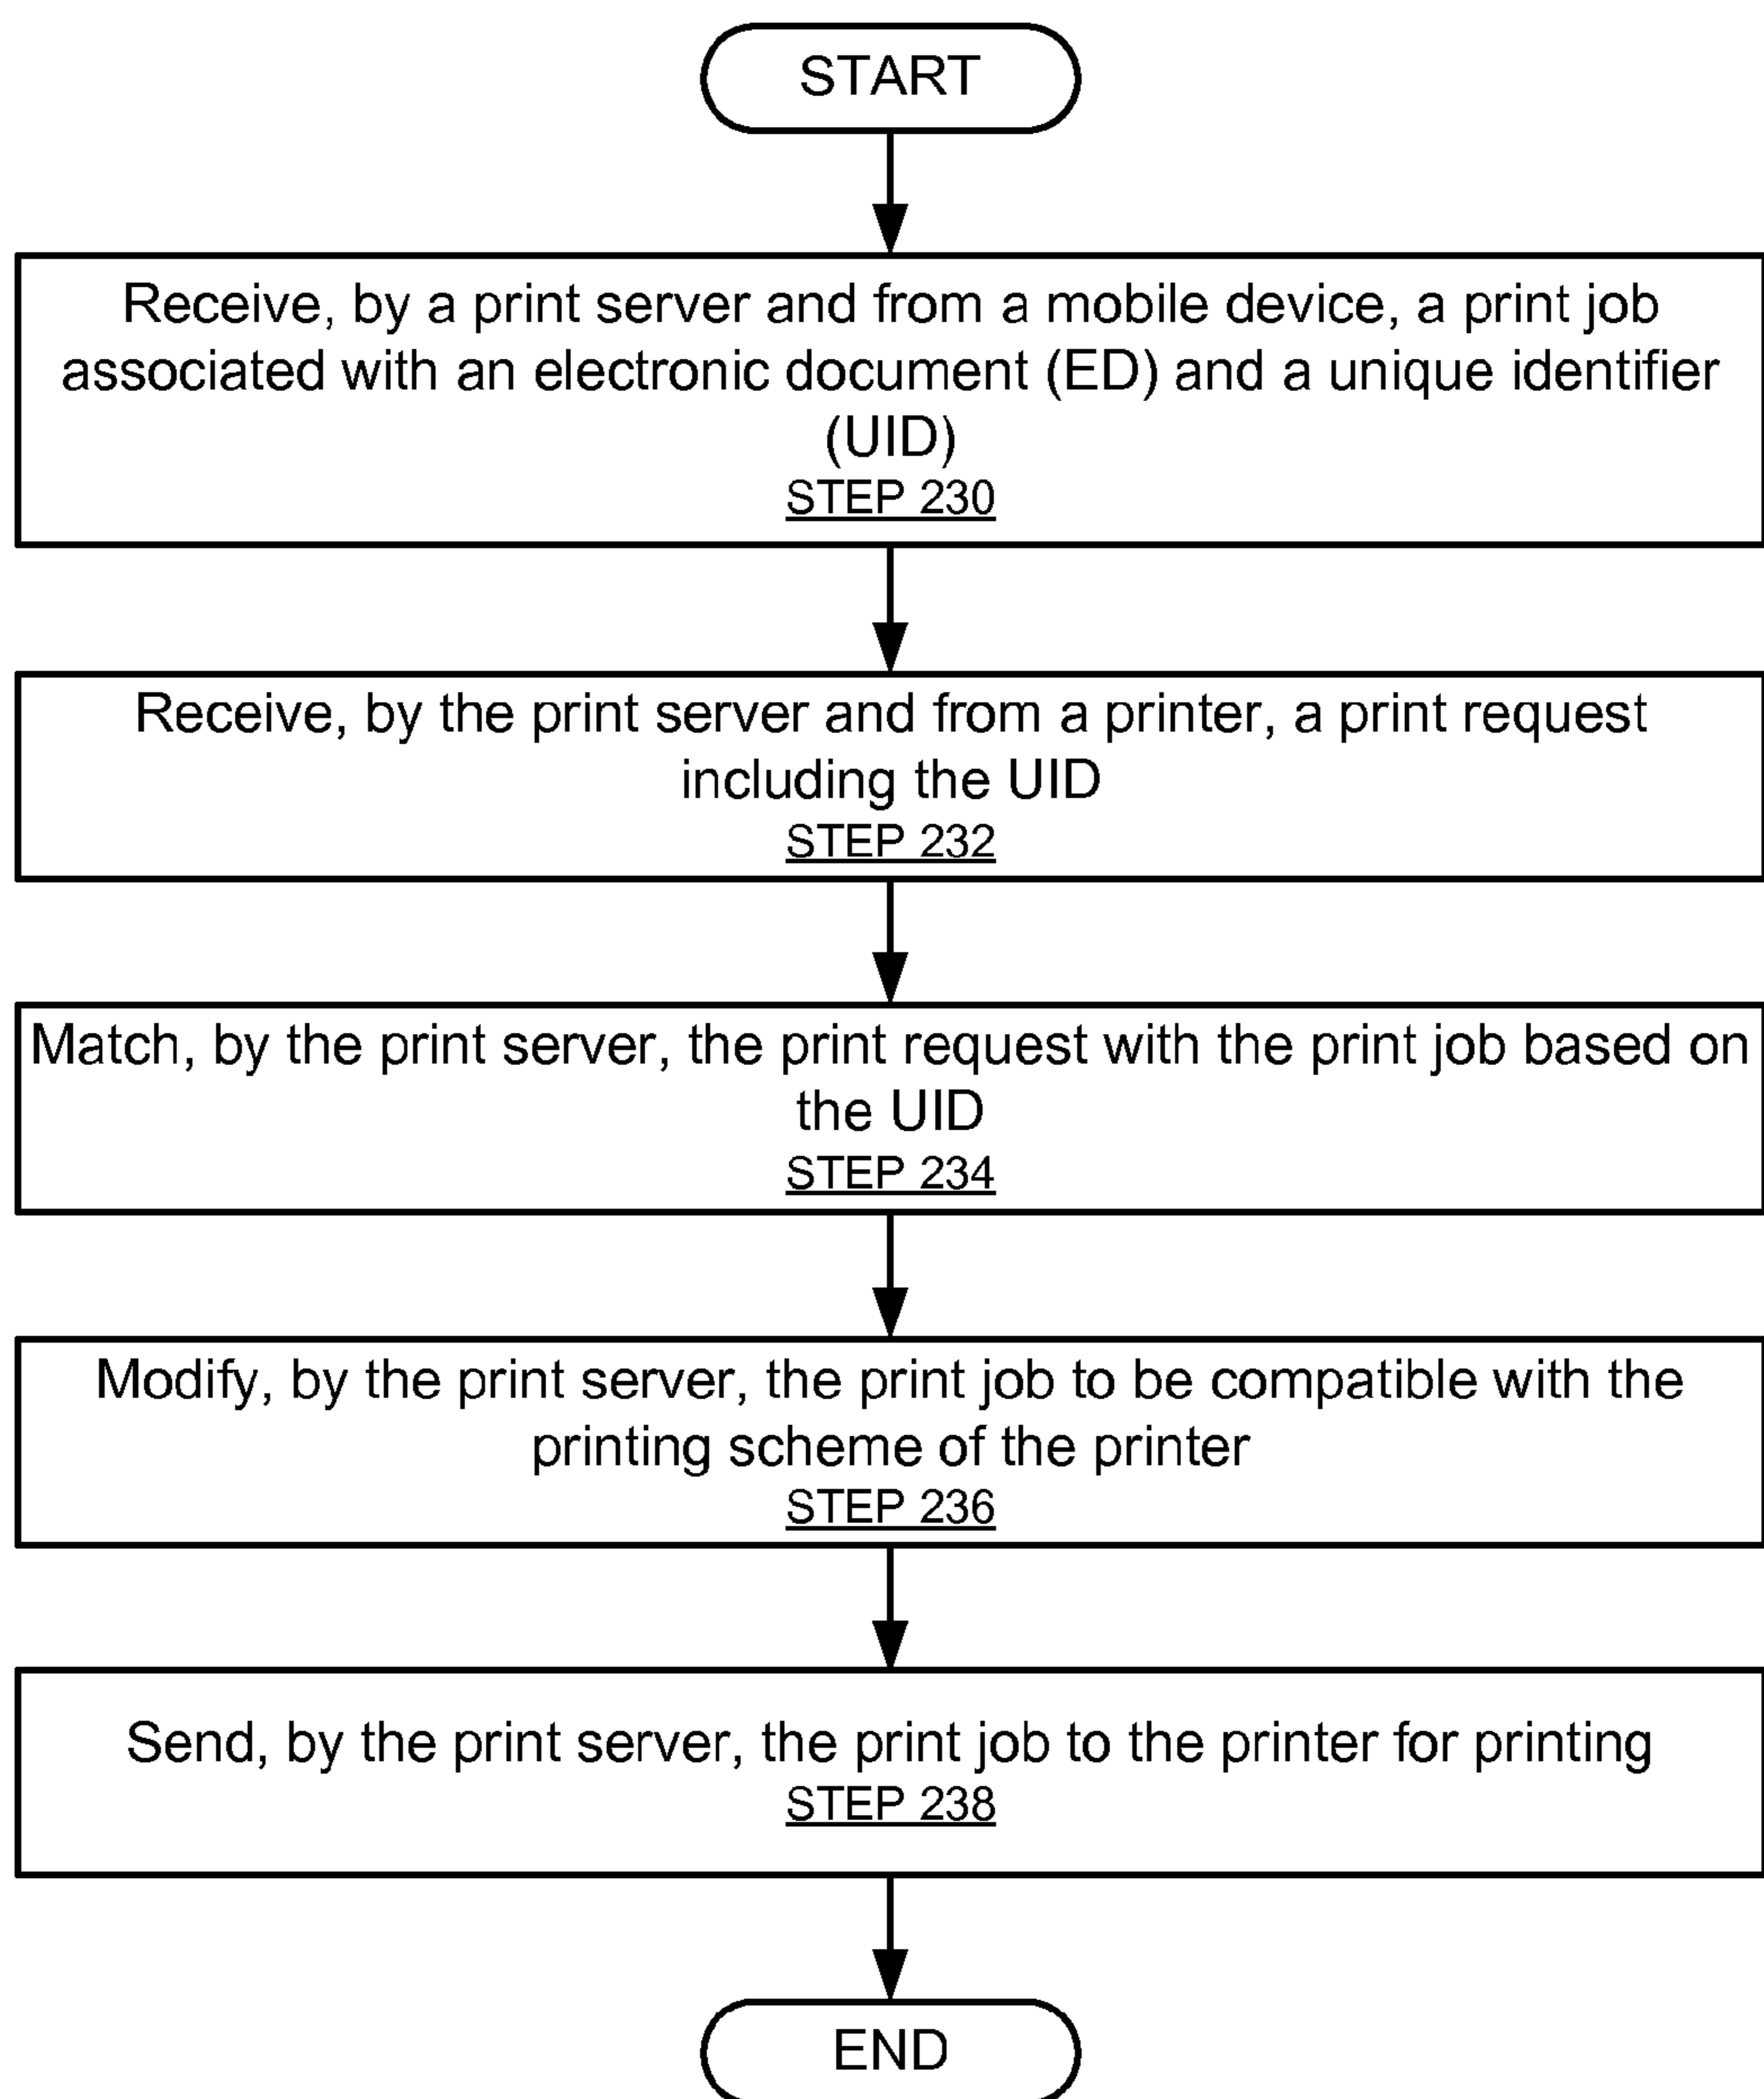 START
Receive, by a print server and from a mobile device, a print job
associated with an electronic document (ED) and a unique identifier
(UID)
STEP 230
Receive, by the print server and from a printer, a print request
including the UID
STEP 232
Match, by the print server, the print request with the print job based on
the UID
STEP 234
Modify, by the print server, the print job to be compatible with the
printing scheme of the printer
STEP 236
Send, by the print server, the print job to the printer for printing
STEP 238
END